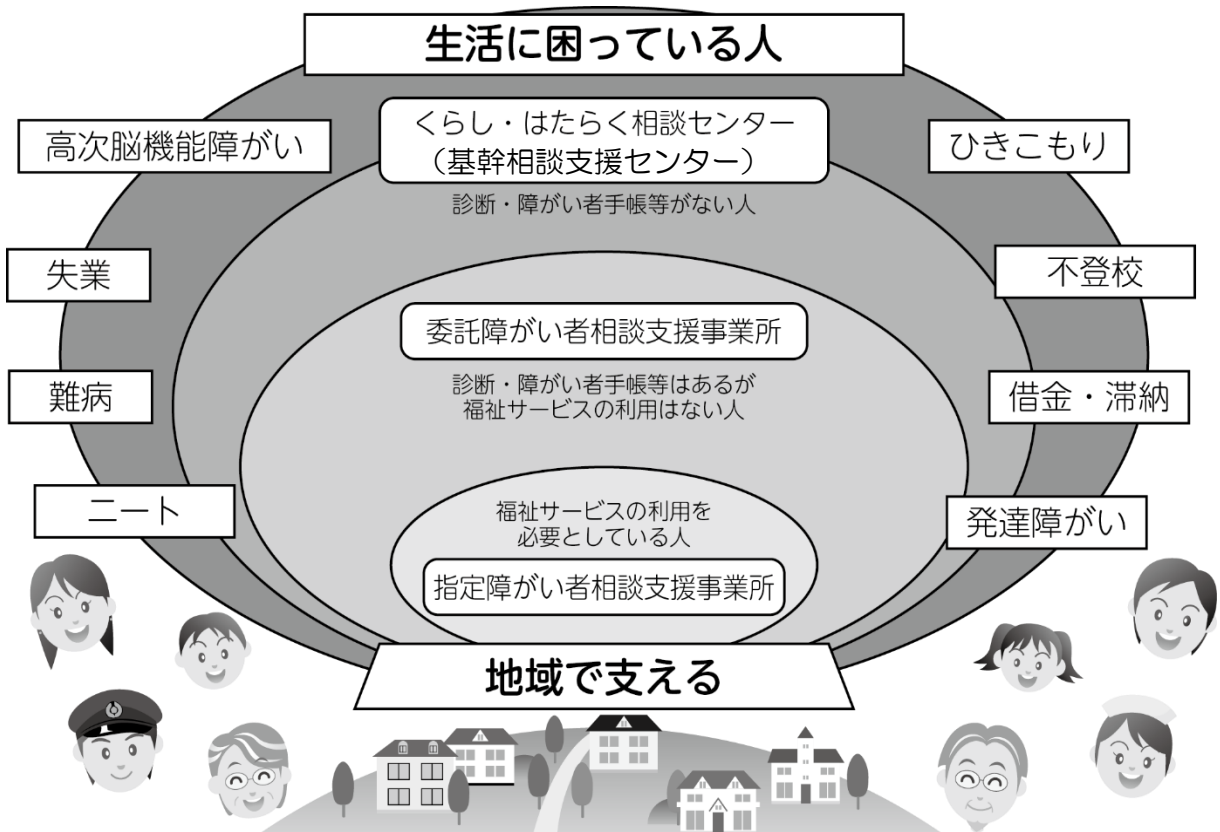 生活に困っている人
くらし・はたらく相談センター
（基幹相談支援センター）
診断・障がい者手帳等がない人
高次脳機能障がい
ひきこもり
失業
不登校
委託障がい者相談支援事業所
診断・障がい者手帳等はあるが
福祉サービスの利用はない人
難病
借金・滞納
ニート
発達障がい
福祉サービスの利用を
必要としている人
指定障がい者相談支援事業所
地域で支える